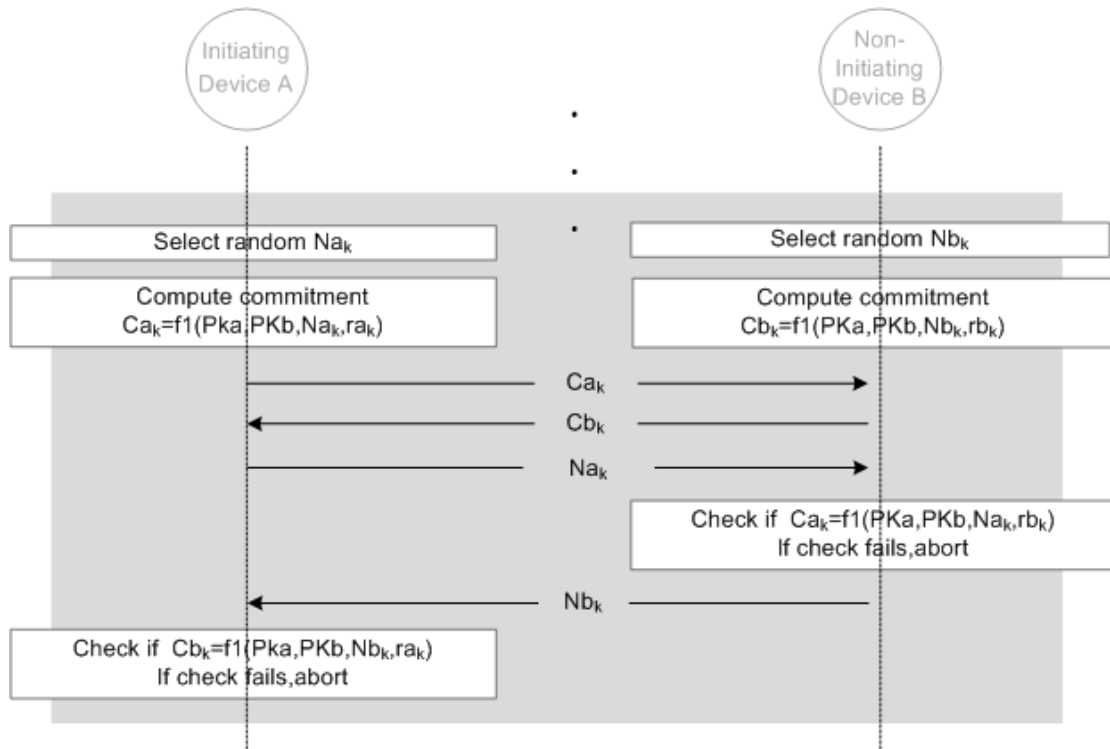 Initiating
Device A
Non-
Initiating
Device B
Select random Naₖ
Select random Nbₖ
Compute commitment
Caₖ=f1(Pka,PKb,Naₖ,raₖ)
Compute commitment
Cbₖ=f1(PKa,PKb,Nbₖ,rbₖ)
Caₖ
Cbₖ
Naₖ
Check if Caₖ=f1(PKa,PKb,Naₖ,rbₖ)
If check fails,abort
Nbₖ
Check if Cbₖ=f1(Pka,PKb,Nbₖ,raₖ)
If check fails,abort